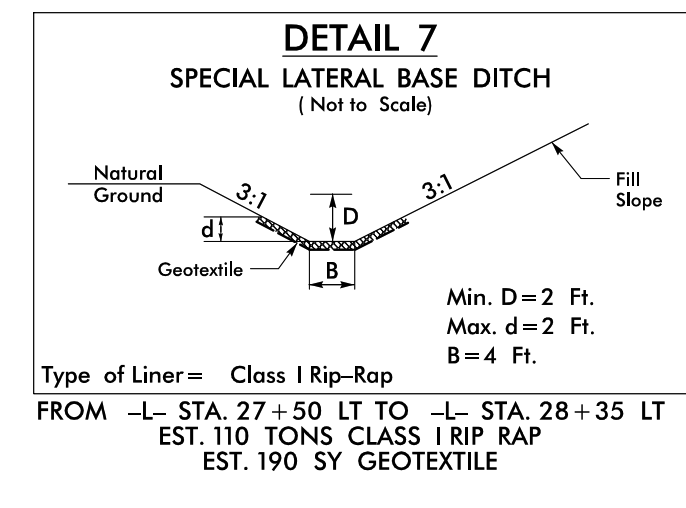 DETAIL 7
SPECIAL LATERAL BASE DITCH
( Not to Scale)
Natural
Ground
3:1
D
3:1
Fill
Slope
d
Geotextile
B
Min. D=2 Ft.
Max. d=2 Ft.
B=4 Ft.
Type of Liner= Class I Rip-Rap
FROM -L- STA. 27+50 LT TO -L- STA. 28+35 LT
EST. 110 TONS CLASS I RIP RAP
EST. 190 SY GEOTEXTILE